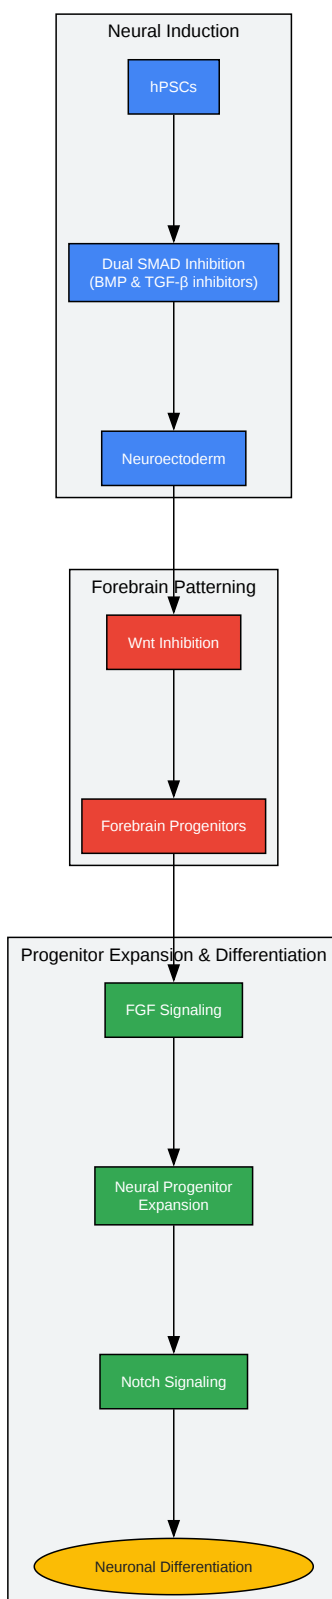 Neural Induction
hPSCs
Dual SMAD Inhibition
(BMP & TGF-β inhibitors)
Neuroectoderm
Forebrain Patterning
Wnt Inhibition
Forebrain Progenitors
Progenitor Expansion & Differentiation
FGF Signaling
Neural Progenitor
Expansion
Notch Signaling
Neuronal Differentiation